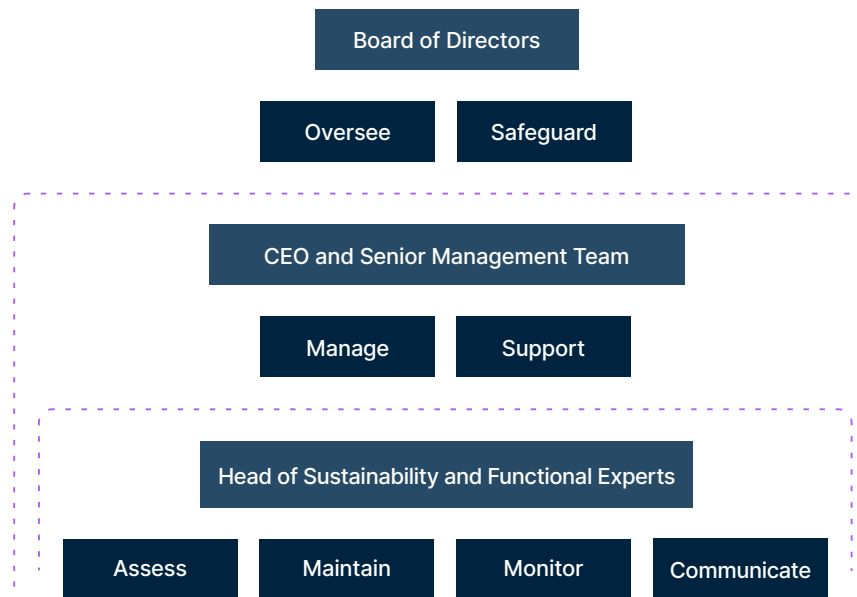 Board of Directors
Oversee
Safeguard
CEO and Senior Management Team
Manage
Support
Head of Sustainability and Functional Experts
Assess
Maintain
Monitor
Communicate